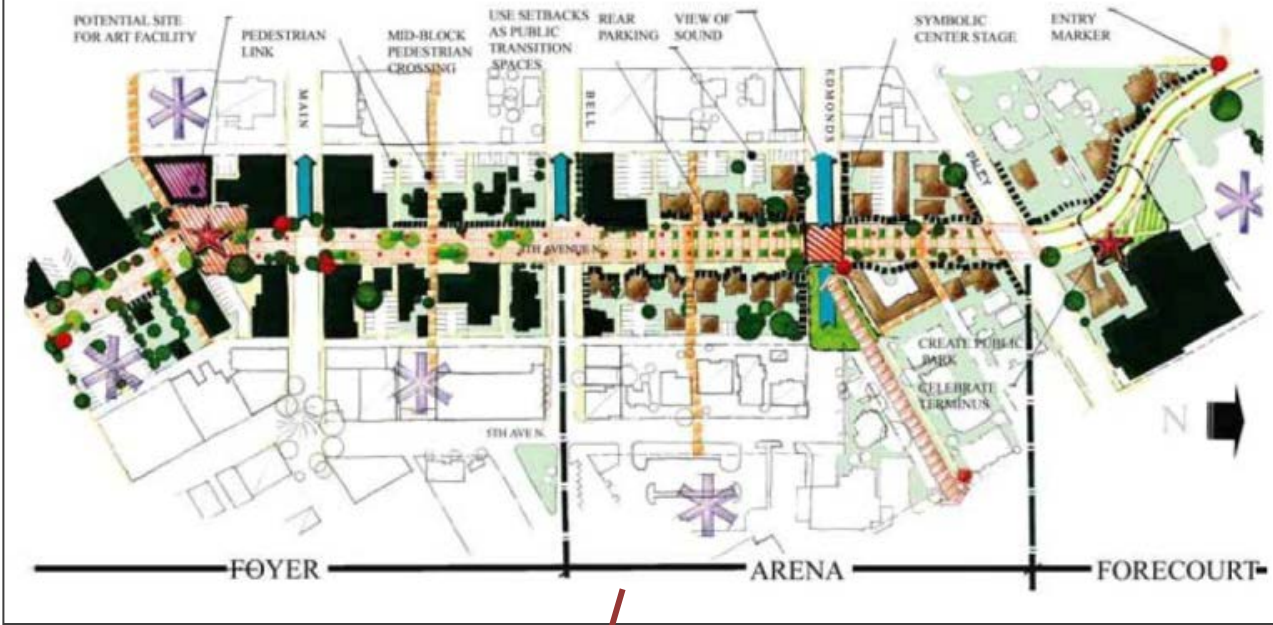 POTENTIAL SITE
FOR ART FACILITY
PEDESTRIAN
LINK
MID-BLOCK
PEDESTRIAN
CROSSING
USE SETBACKS
AS PUBLIC
TRANSITION
SPACES
REAR
PARKING
VIEW OF
SOUND
SYMBOLIC
CENTER STAGE
ENTRY
MARKER
MAIN
BELL
EDMONDS
PALEY
5TH AVENUE N.
CREATE PUBLIC
PARK
CELEBRATE
TERMINUS
N
5TH AVE N.
FOYER
ARENA
FORECOURT